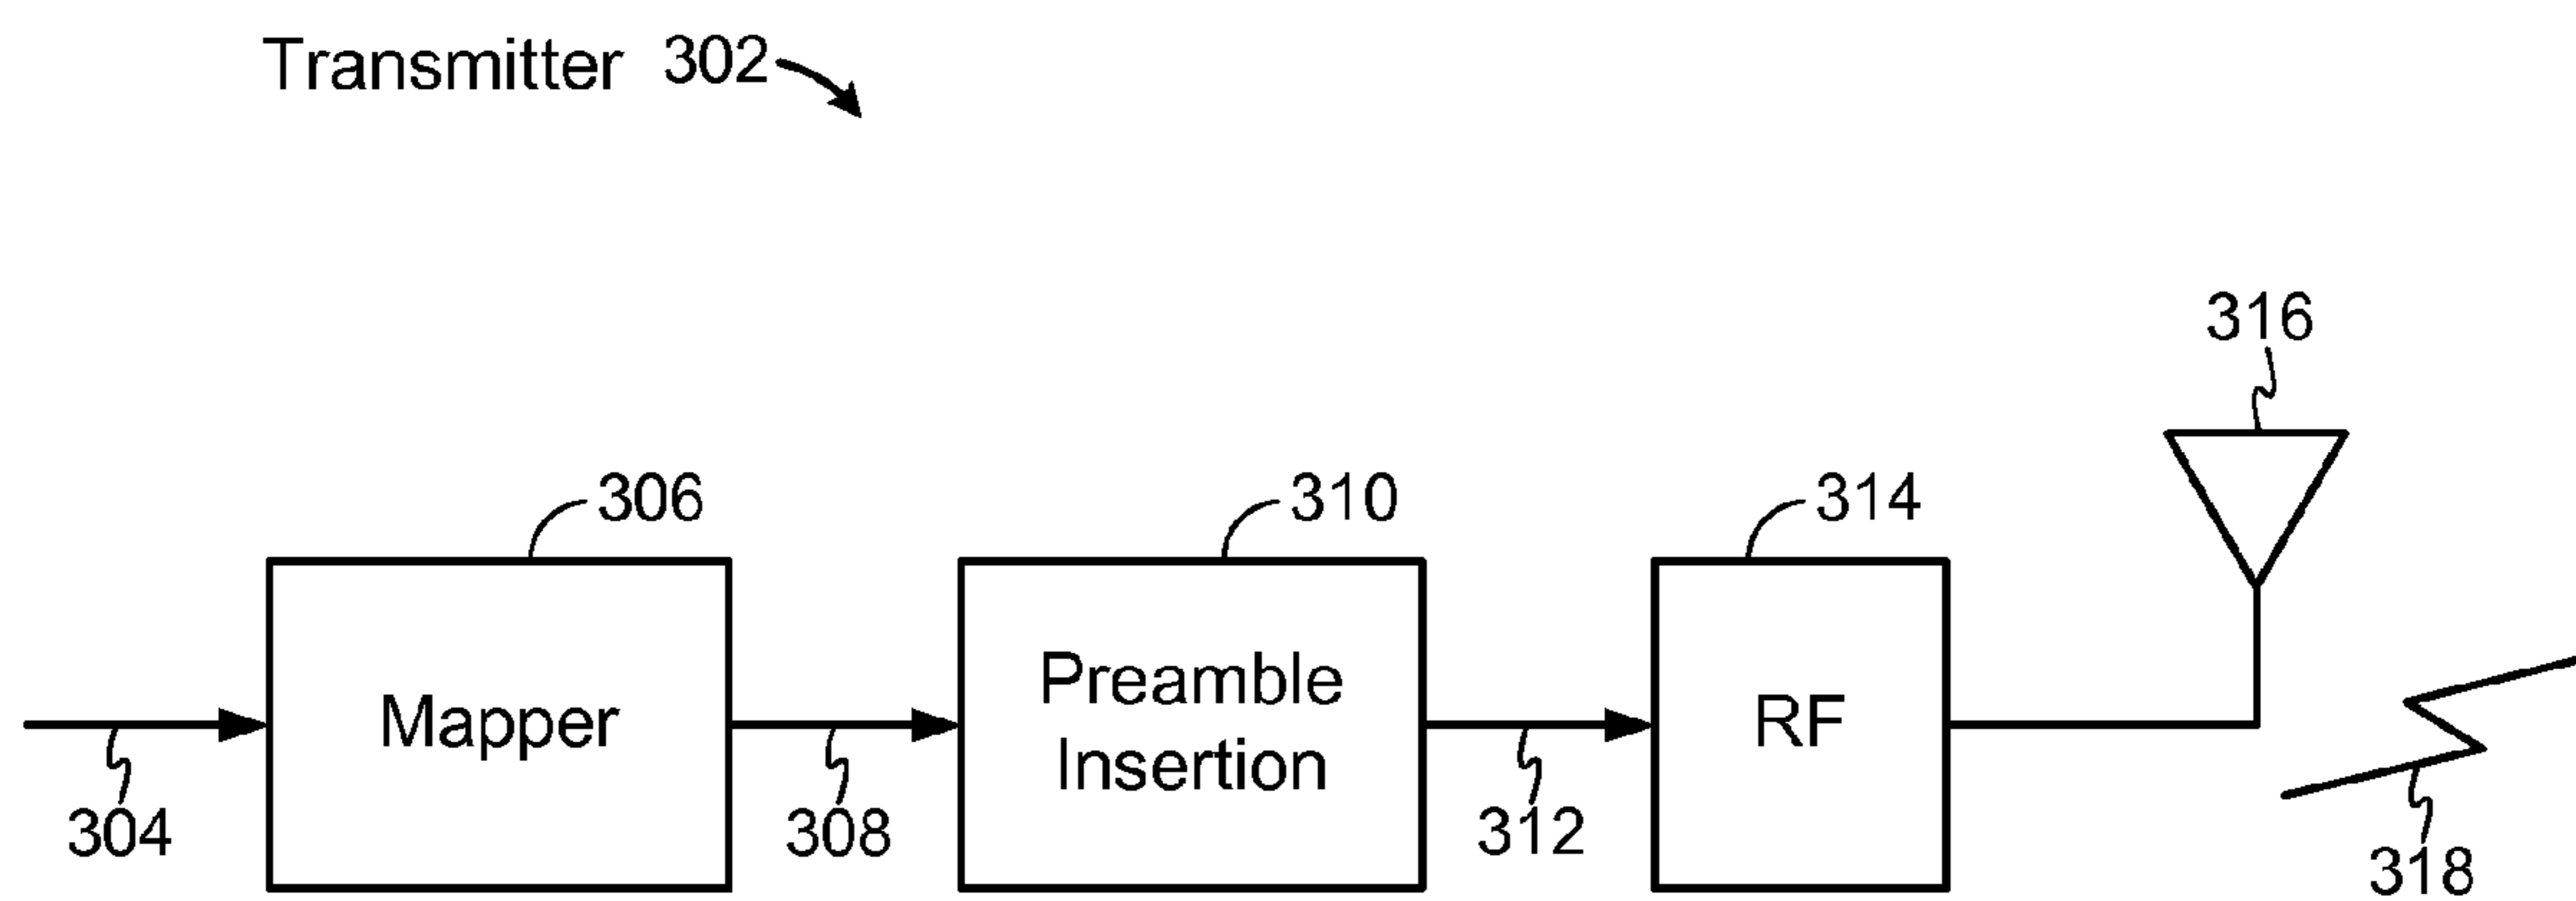 Transmitter 302
316
306
310
314
Mapper
Preamble
Insertion
RF
304
308
312
318